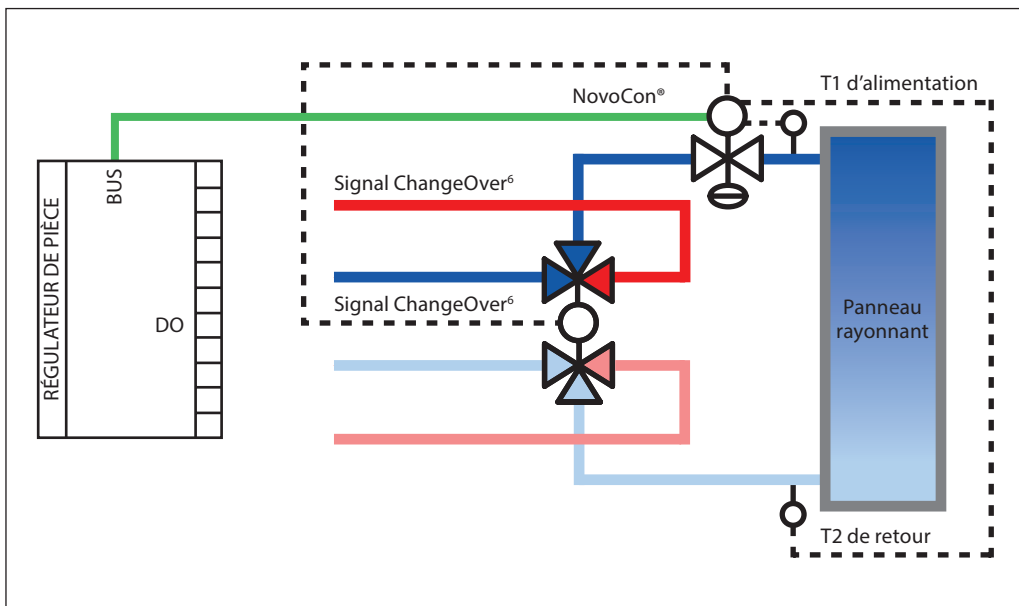 T1 d'alimentation
NovoCon®
BUS
Signal ChangeOver⁶
RÉGULATEUR DE PIÈCE
Signal ChangeOver⁶
DO
Panneau
rayonnant
T2 de retour